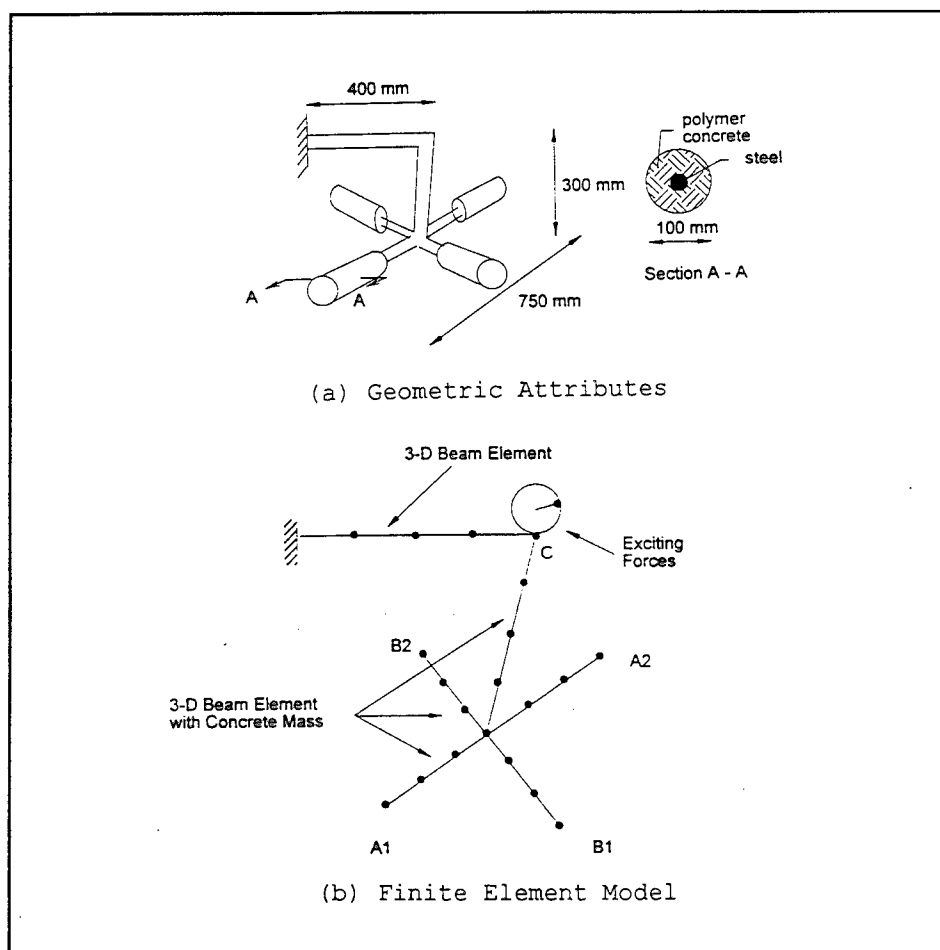 400 mm
polymer
concrete
steel
300 mm
100 mm
Section A - A
A
A
750 mm
(a) Geometric Attributes
3-D Beam Element
C
Exciting
Forces
B2
A2
3-D Beam Element
with Concrete Mass
A1
B1
(b) Finite Element Model